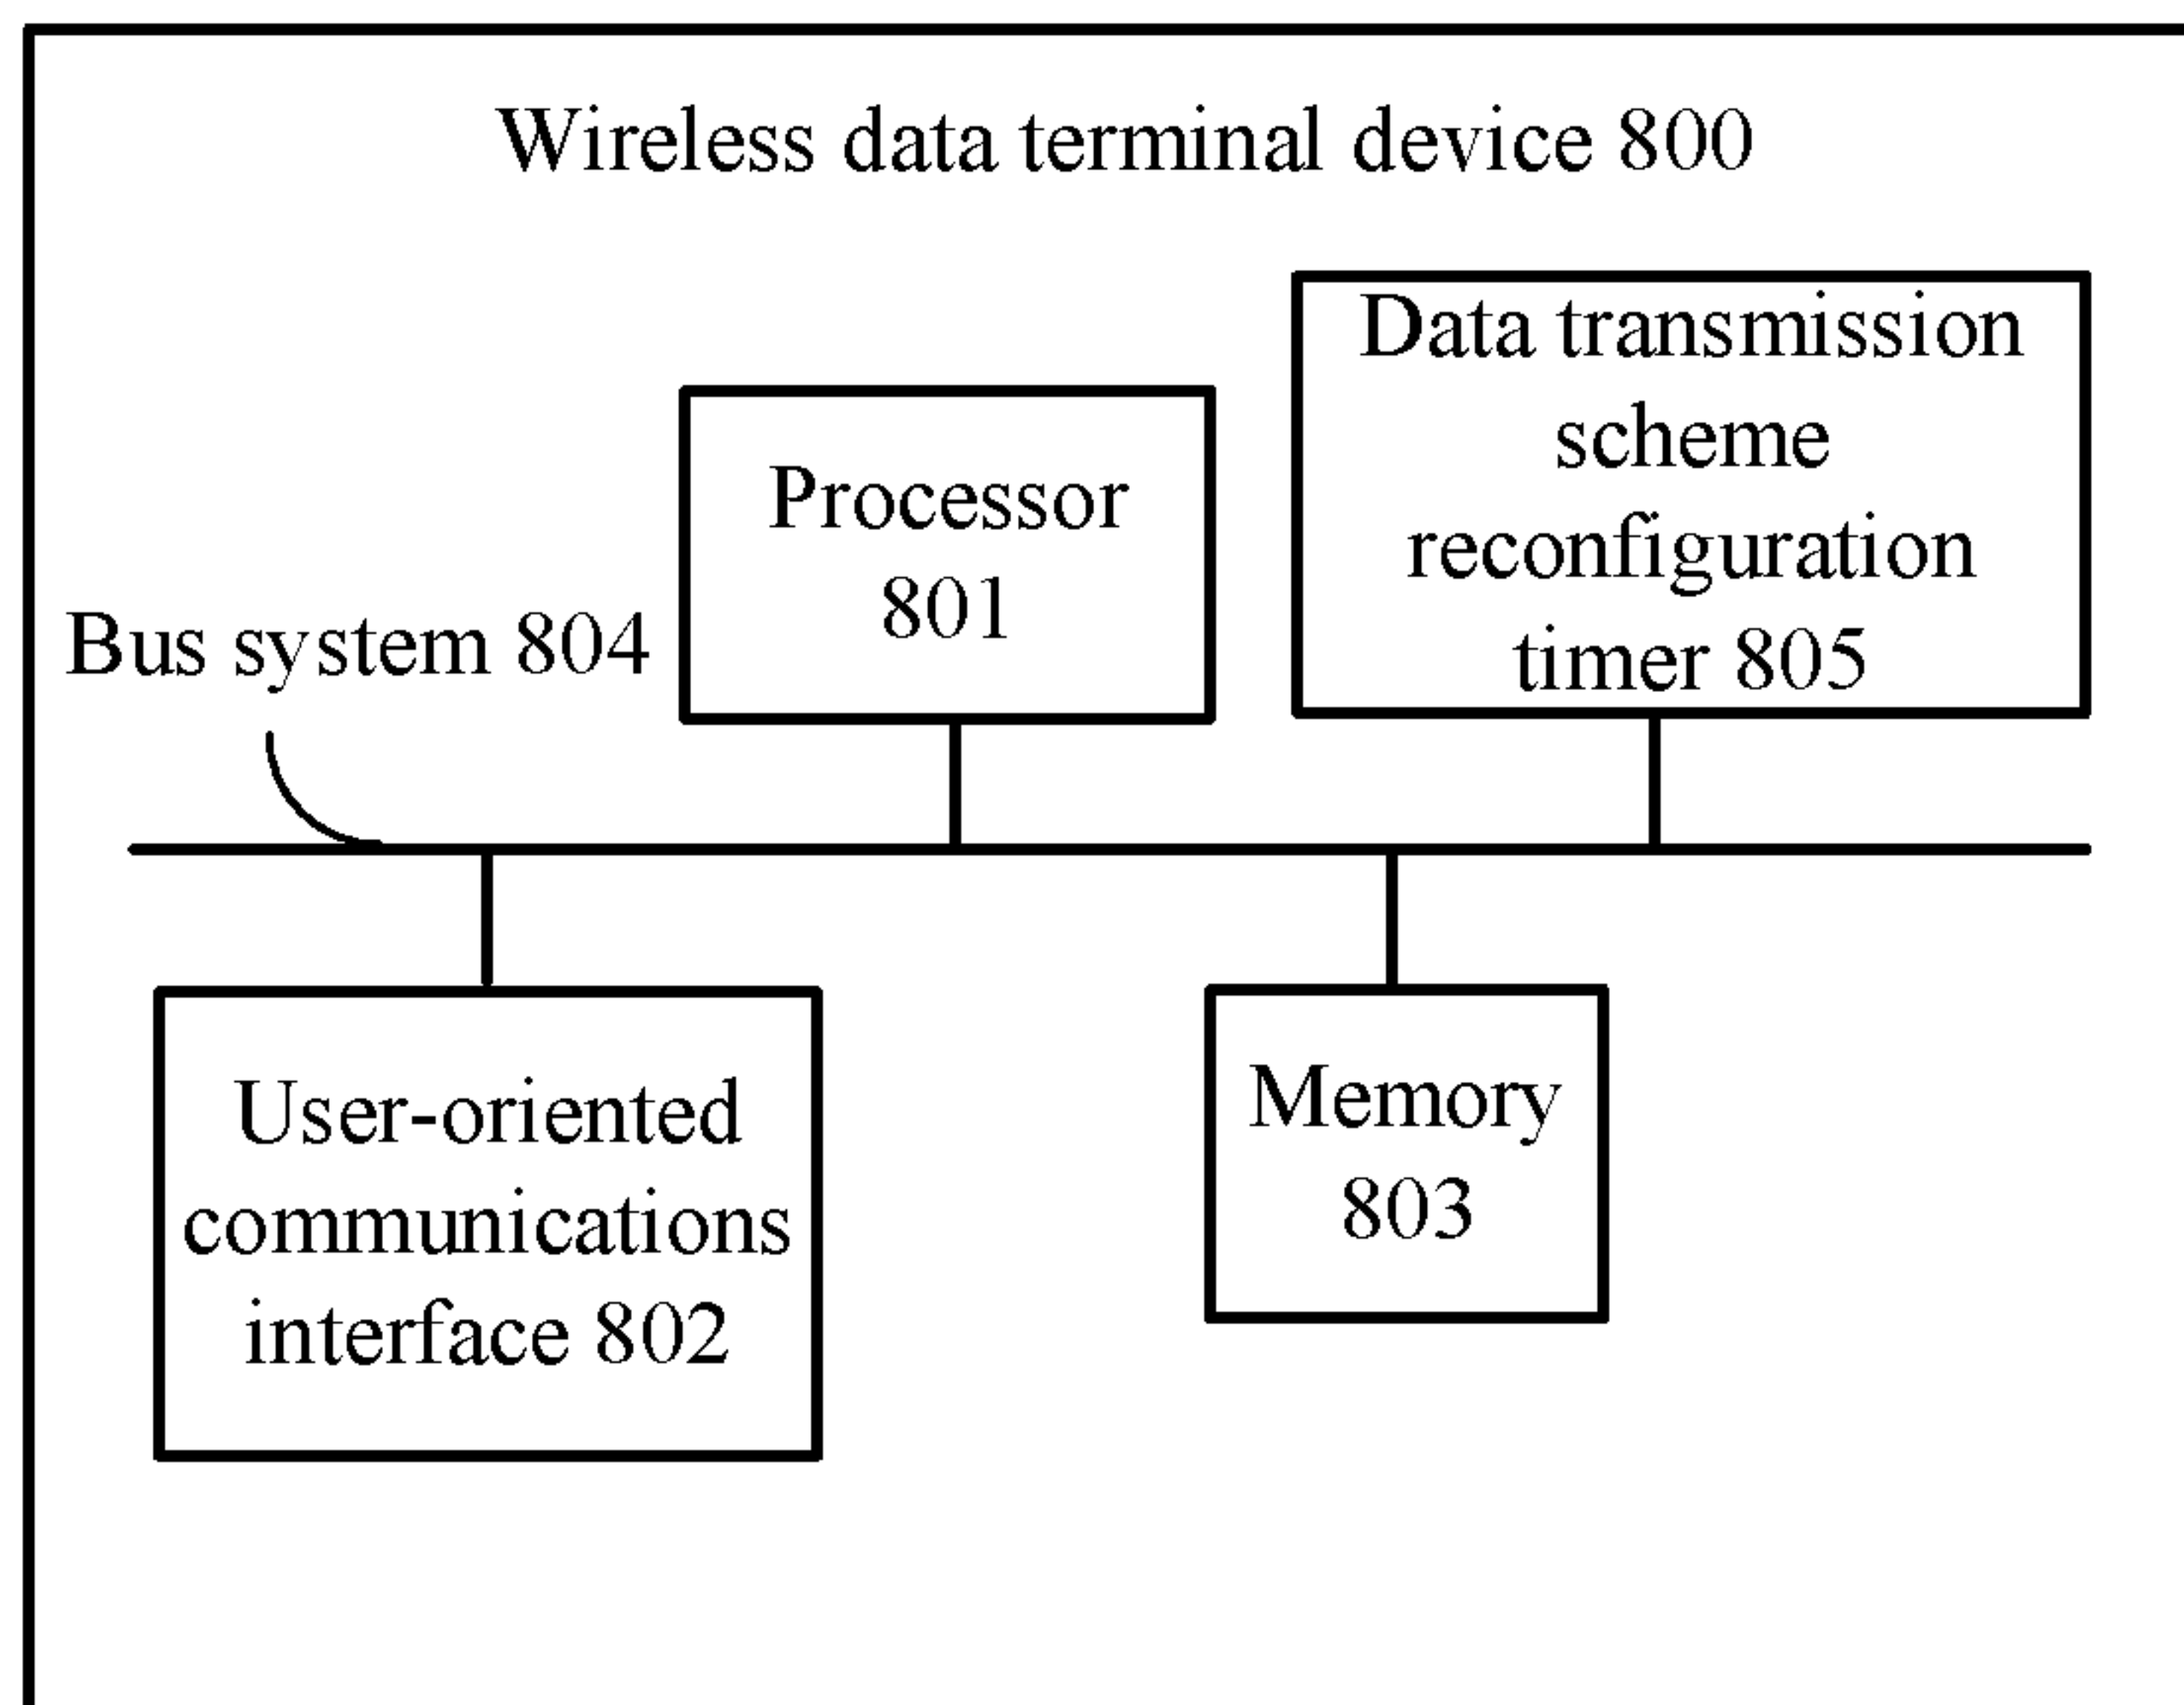 Wireless data terminal device 800
Data transmission
scheme
reconfiguration
timer 805
Processor
801
Bus system 804
User-oriented
communications
interface 802
Memory
803